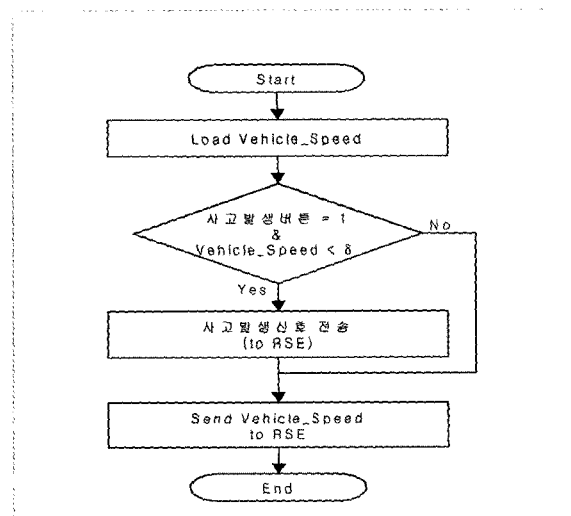 Start
Load Vehicle_Speed
사고발생버튼 = 1
&
Vehicle_Speed < δ
No
Yes
사고발생신호 전송
(to RSE)
Send Vehicle_Speed
to RSE
End